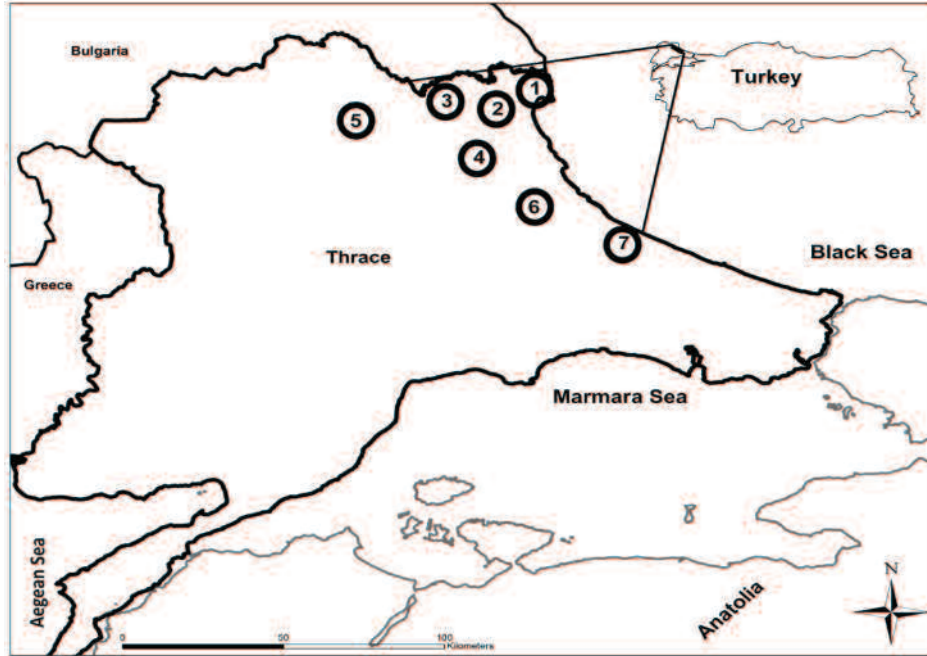 Bulgaria
Turkey
1
3
2
5
4
6
7
Thrace
Black Sea
Greece
Marmara Sea
Aegean Sea
Anatolia
N
0 50 100
Kilometers